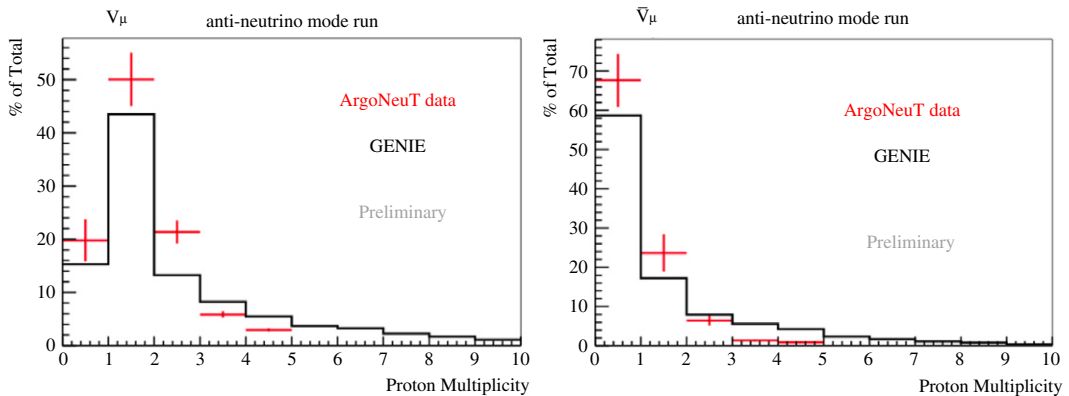 Vμ anti-neutrino mode run
% of Total
50
40
30
20
10
0
ArgoNeuT data
GENIE
Preliminary
0 1 2 3 4 5 6 7 8 9 10
Proton Multiplicity
V̄μ anti-neutrino mode run
% of Total
70
60
50
40
30
20
10
0
ArgoNeuT data
GENIE
Preliminary
0 1 2 3 4 5 6 7 8 9 10
Proton Multiplicity